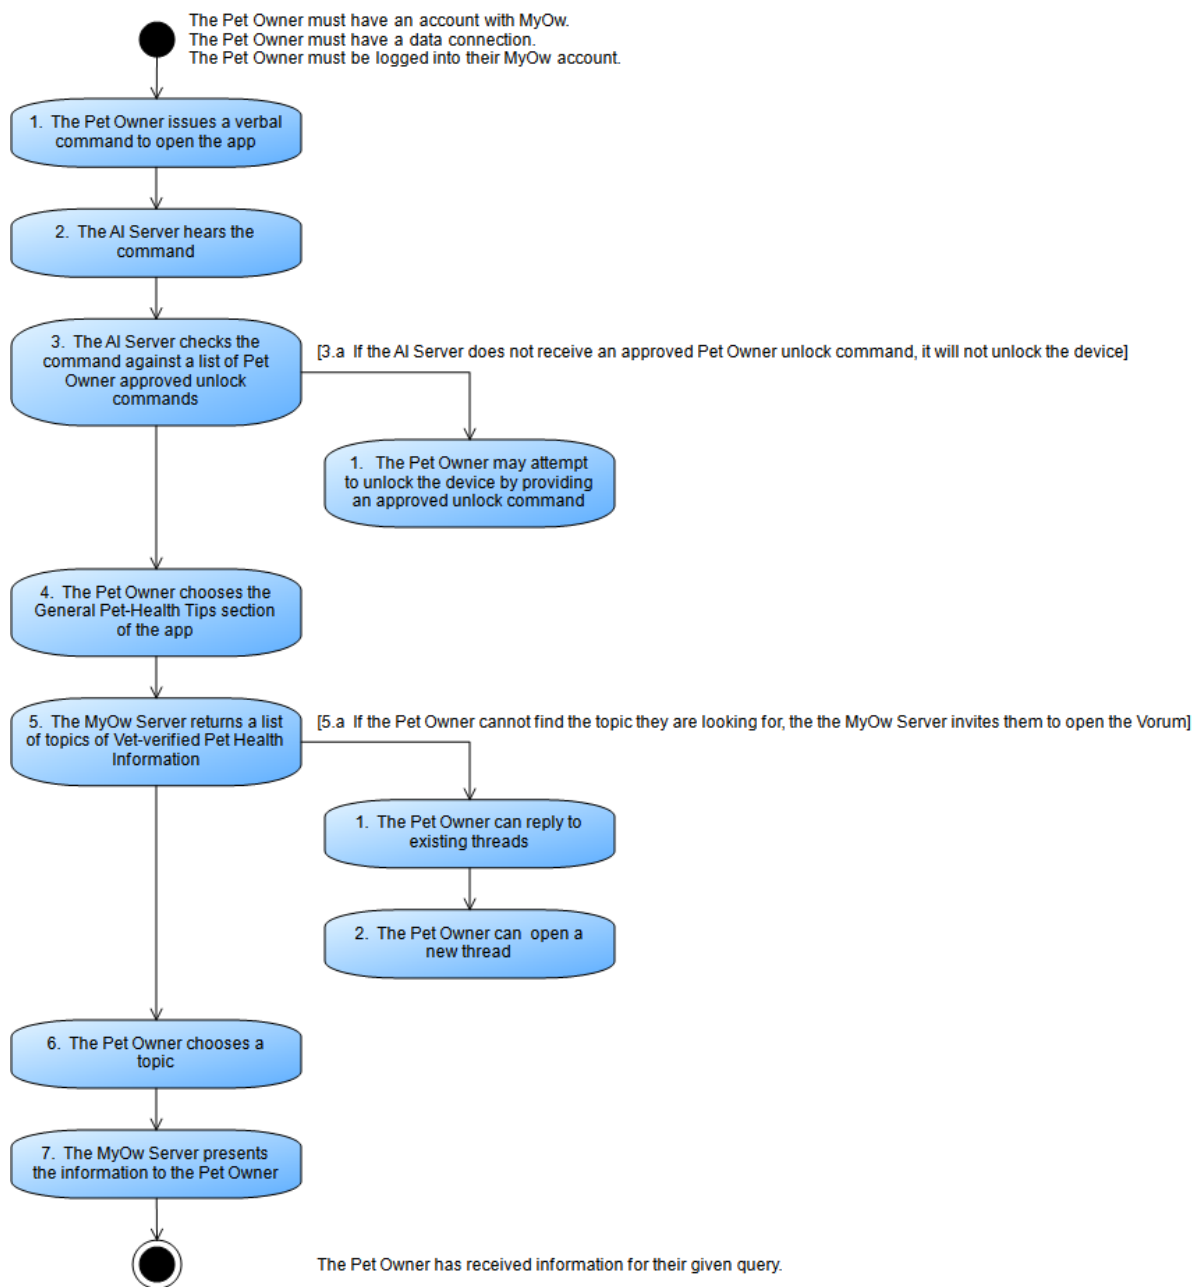 The Pet Owner must have an account with MyOw.
The Pet Owner must have a data connection.
The Pet Owner must be logged into their MyOw account.
1.  The Pet Owner issues a verbal
command to open the app
2.  The AI Server hears the
command
3.  The AI Server checks the
command against a list of Pet
Owner approved unlock
commands
[3.a  If the AI Server does not receive an approved Pet Owner unlock command, it will not unlock the device]
1.   The Pet Owner may attempt
to unlock the device by providing
an approved unlock command
4.  The Pet Owner chooses the
General Pet-Health Tips section
of the app
5.  The MyOw Server returns a list
of topics of Vet-verified Pet Health
Information
[5.a  If the Pet Owner cannot find the topic they are looking for, the the MyOw Server invites them to open the Vorum]
1.  The Pet Owner can reply to
existing threads
2.  The Pet Owner can  open a
new thread
6.  The Pet Owner chooses a
topic
7.  The MyOw Server presents
the information to the Pet Owner
The Pet Owner has received information for their given query.